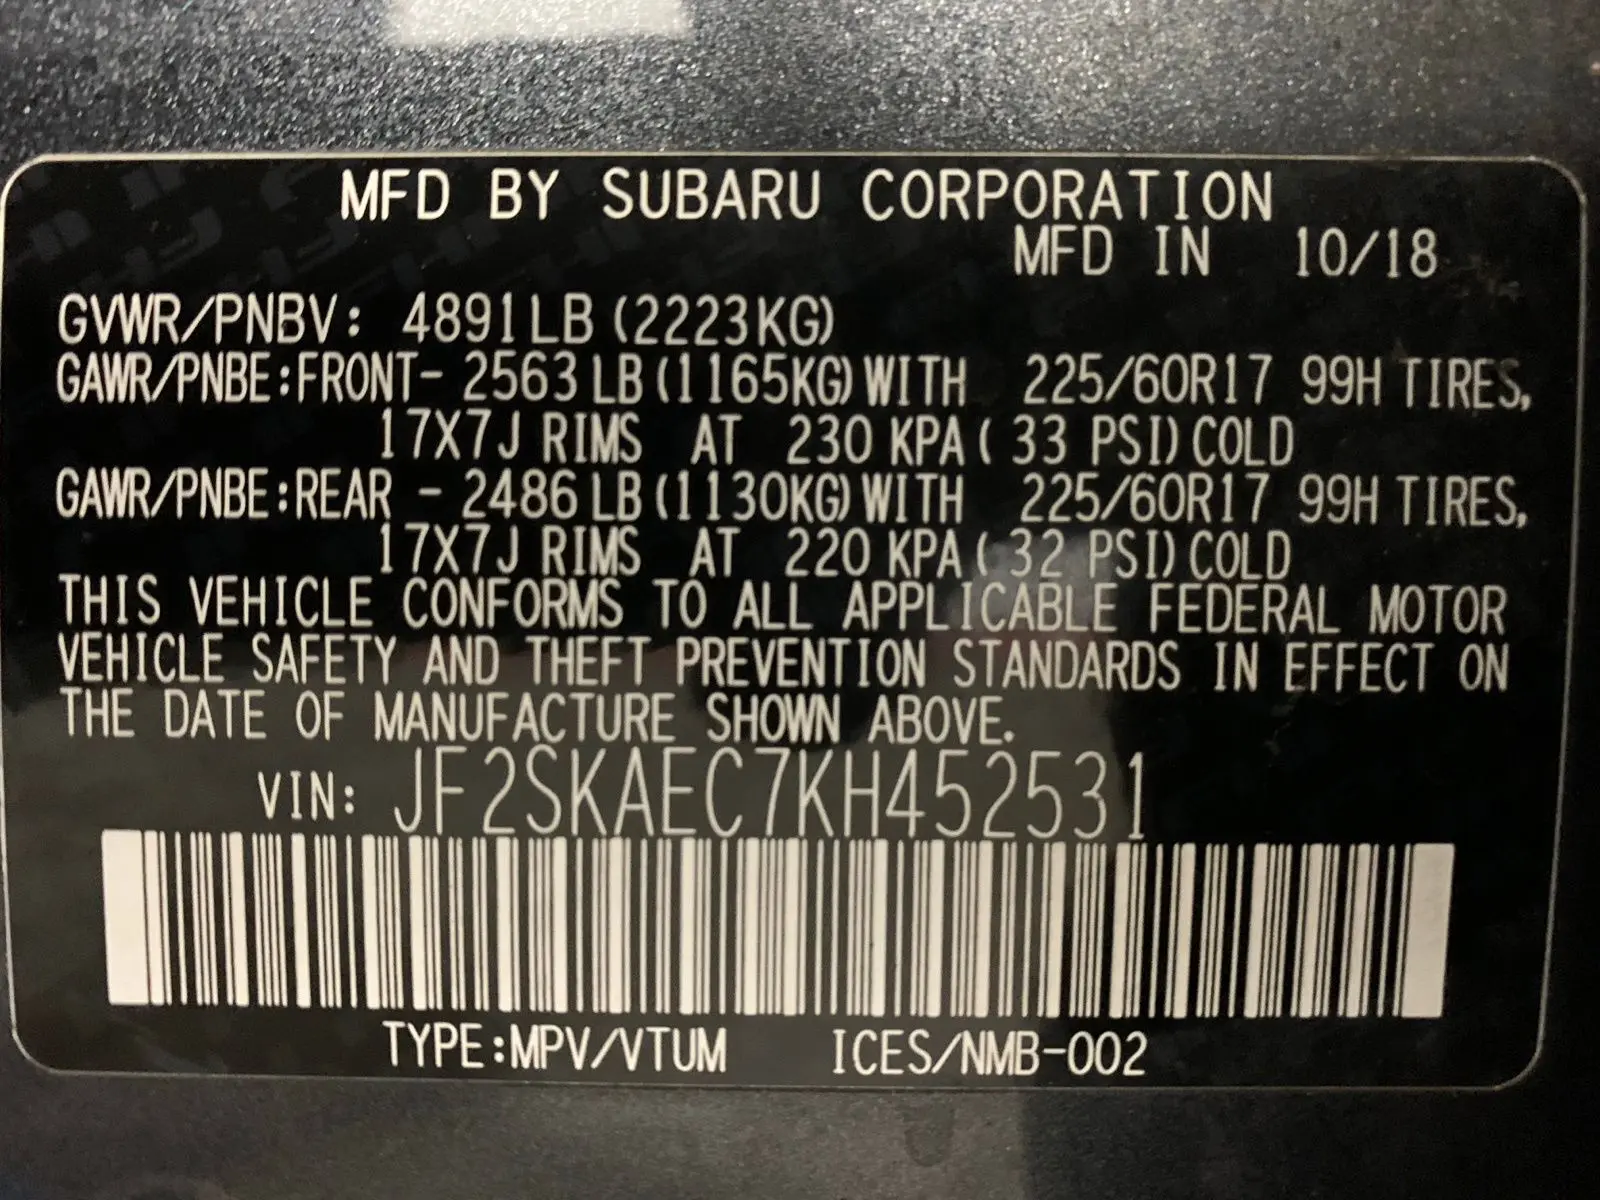 MFD BY SUBARU CORPORATION
MFD IN 10/18
GVWR/PNBV: 4891LB (2223KG)
GAWR/PNBE:FRONT- 2563 LB (1165KG) WITH 225/60R17 99H TIRES,
17X7J RIMS AT 230 KPA ( 33 PSI) COLD
GAWR/PNBE:REAR - 2486 LB (1130KG) WITH 225/60R17 99H TIRES,
17X7J RIMS AT 220 KPA ( 32 PSI) COLD
THIS VEHICLE CONFORMS TO ALL APPLICABLE FEDERAL MOTOR
VEHICLE SAFETY AND THEFT PREVENTION STANDARDS IN EFFECT ON
THE DATE OF MANUFACTURE SHOWN ABOVE.
VIN: JF2SKAEC7KH452531
TYPE:MPV/VTUM ICES/NMB-002